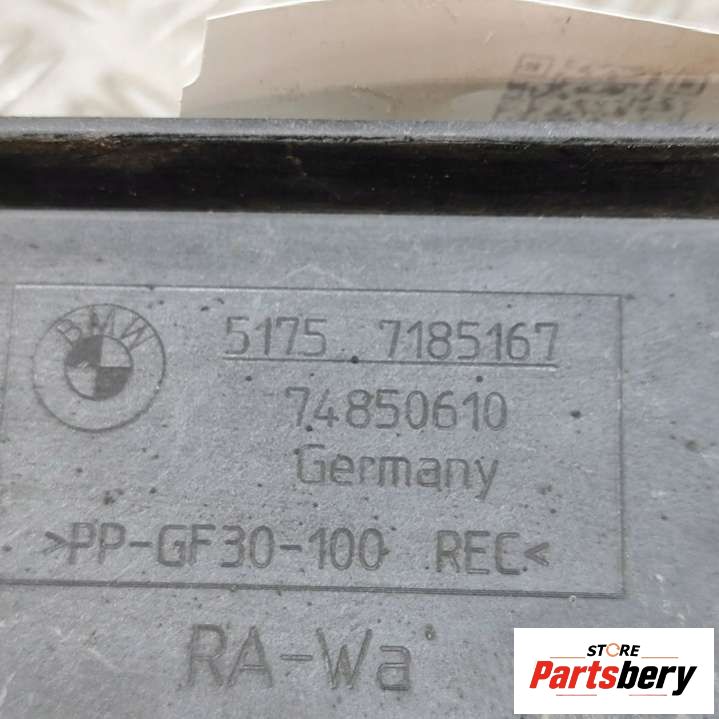 BMW
5175 7185167
74850610
Germany
>PP-GF30-100 REC<
RA-Wa
STORE
Partsbery